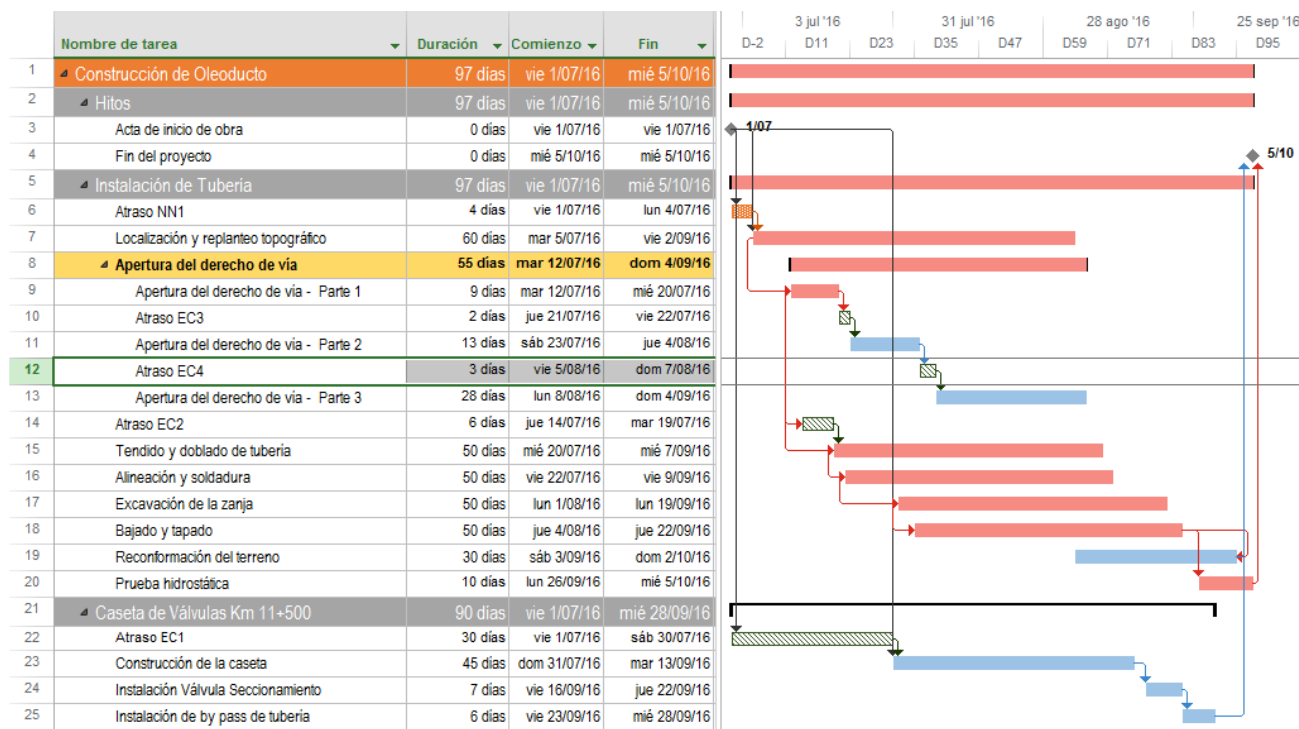 3 jul '16 31 jul '16 28 ago '16 25 sep '16
Nombre de tarea Duración Comienzo Fin D-2 D11 D23 D35 D47 D59 D71 D83 D95
1 Construcción de Oleoducto 97 días vie 1/07/16 mié 5/10/16
2 Hitos 97 días vie 1/07/16 mié 5/10/16
3 Acta de inicio de obra 0 días vie 1/07/16 vie 1/07/16 1/07
4 Fin del proyecto 0 días mié 5/10/16 mié 5/10/16 5/10
5 Instalación de Tubería 97 días vie 1/07/16 mié 5/10/16
6 Atraso NN1 4 días vie 1/07/16 lun 4/07/16
7 Localización y replanteo topográfico 60 días mar 5/07/16 vie 2/09/16
8 Apertura del derecho de vía 55 días mar 12/07/16 dom 4/09/16
9 Apertura del derecho de vía - Parte 1 9 días mar 12/07/16 mié 20/07/16
10 Atraso EC3 2 días jue 21/07/16 vie 22/07/16
11 Apertura del derecho de vía - Parte 2 13 días sáb 23/07/16 jue 4/08/16
12 Atraso EC4 3 días vie 5/08/16 dom 7/08/16
13 Apertura del derecho de vía - Parte 3 28 días lun 8/08/16 dom 4/09/16
14 Atraso EC2 6 días jue 14/07/16 mar 19/07/16
15 Tendido y doblado de tubería 50 días mié 20/07/16 mié 7/09/16
16 Alineación y soldadura 50 días vie 22/07/16 vie 9/09/16
17 Excavación de la zanja 50 días lun 1/08/16 lun 19/09/16
18 Bajado y tapado 50 días jue 4/08/16 jue 22/09/16
19 Reconformación del terreno 30 días sáb 3/09/16 dom 2/10/16
20 Prueba hidrostática 10 días lun 26/09/16 mié 5/10/16
21 Caseta de Válvulas Km 11+500 90 días vie 1/07/16 mié 28/09/16
22 Atraso EC1 30 días vie 1/07/16 sáb 30/07/16
23 Construcción de la caseta 45 días dom 31/07/16 mar 13/09/16
24 Instalación Válvula Seccionamiento 7 días vie 16/09/16 jue 22/09/16
25 Instalación de by pass de tubería 6 días vie 23/09/16 mié 28/09/16